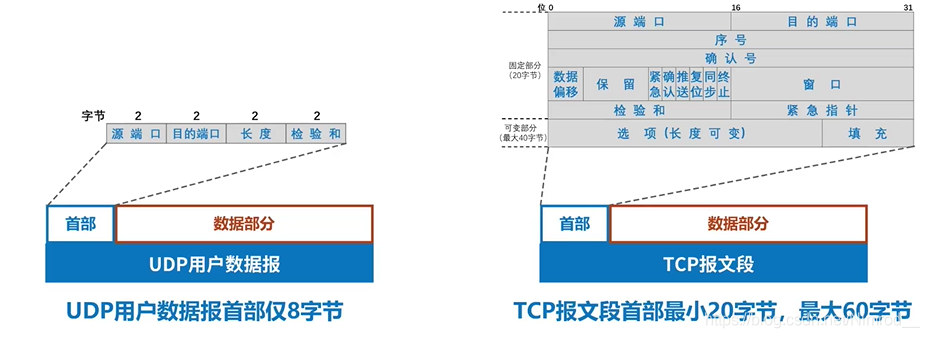 字节 2 2 2 2
源端口 目的端口 长度 检验和
首部 数据部分
UDP用户数据报
UDP用户数据报首部仅8字节
位 0 16 31
源端口 目的端口
序号
确认号
固定部分
(20字节)
数据偏移 保留 紧急 确认 推送 复位 同步 终止 窗口
检验和 紧急指针
可变部分
(最大40字节)
选项(长度可变) 填充
首部 数据部分
TCP报文段
TCP报文段首部最小20字节，最大60字节